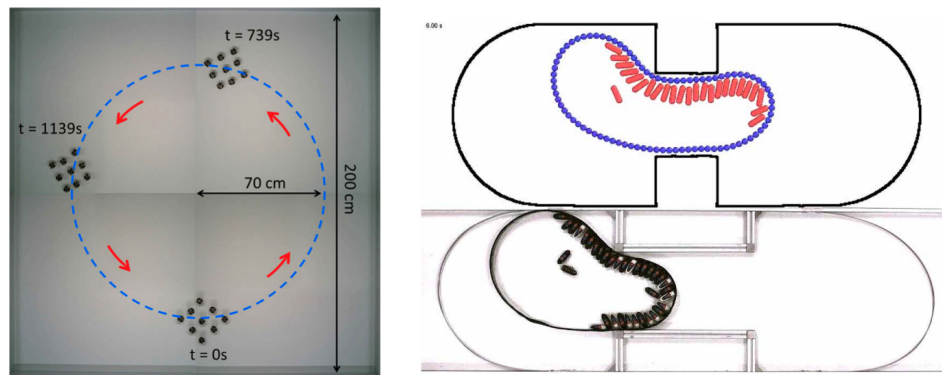 t = 739s
t = 1139s
70 cm
200 cm
t = 0s
6.00 s